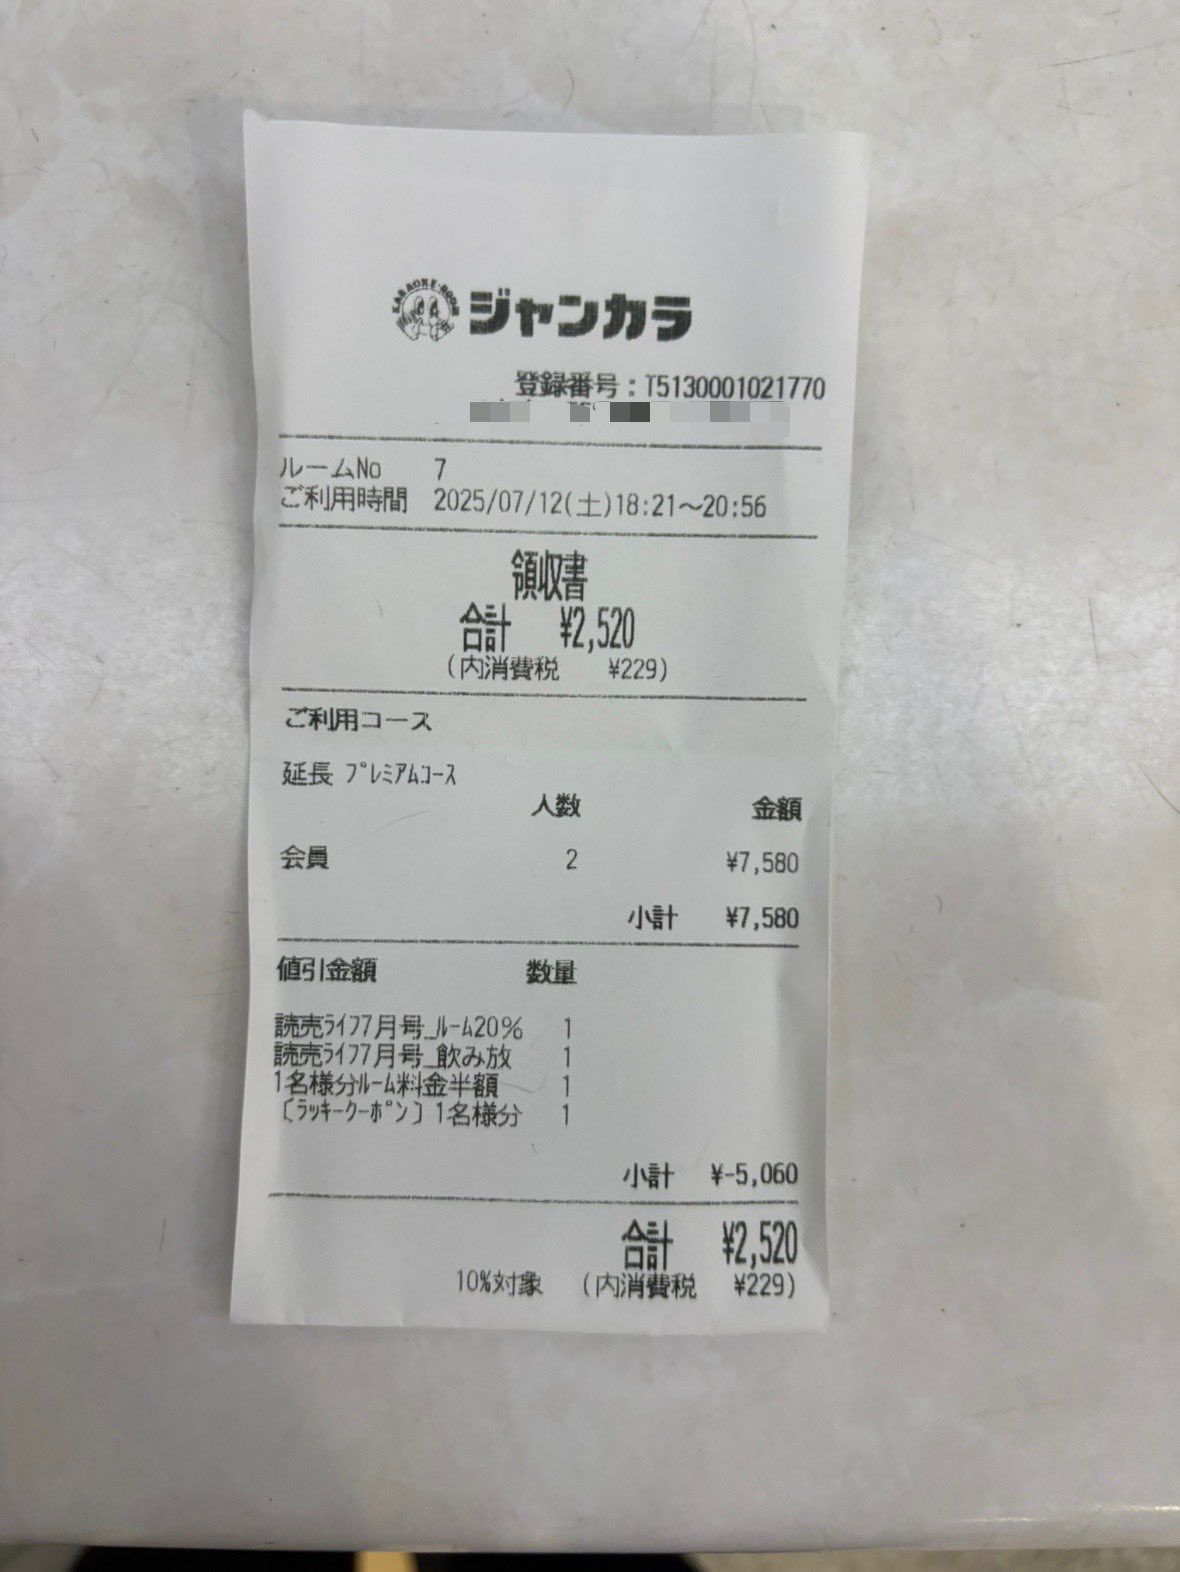 KARAOKE ROOM
ジャンカラ
登録番号:T5130001021770
ルームNo 7
ご利用時間 2025/07/12(土)18:21〜20:56
領収書
合計 ¥2,520
(内消費税 ¥229)
ご利用コース
延長 プレミアムコース
人数 金額
会員 2 ¥7,580
小計 ¥7,580
値引金額 数量
読売ライフ7月号_ルーム20% 1
読売ライフ7月号_飲み放 1
1名様分ルーム料金半額 1
〔ラッキークーポン〕1名様分 1
小計 ¥-5,060
合計 ¥2,520
10%対象 (内消費税 ¥229)